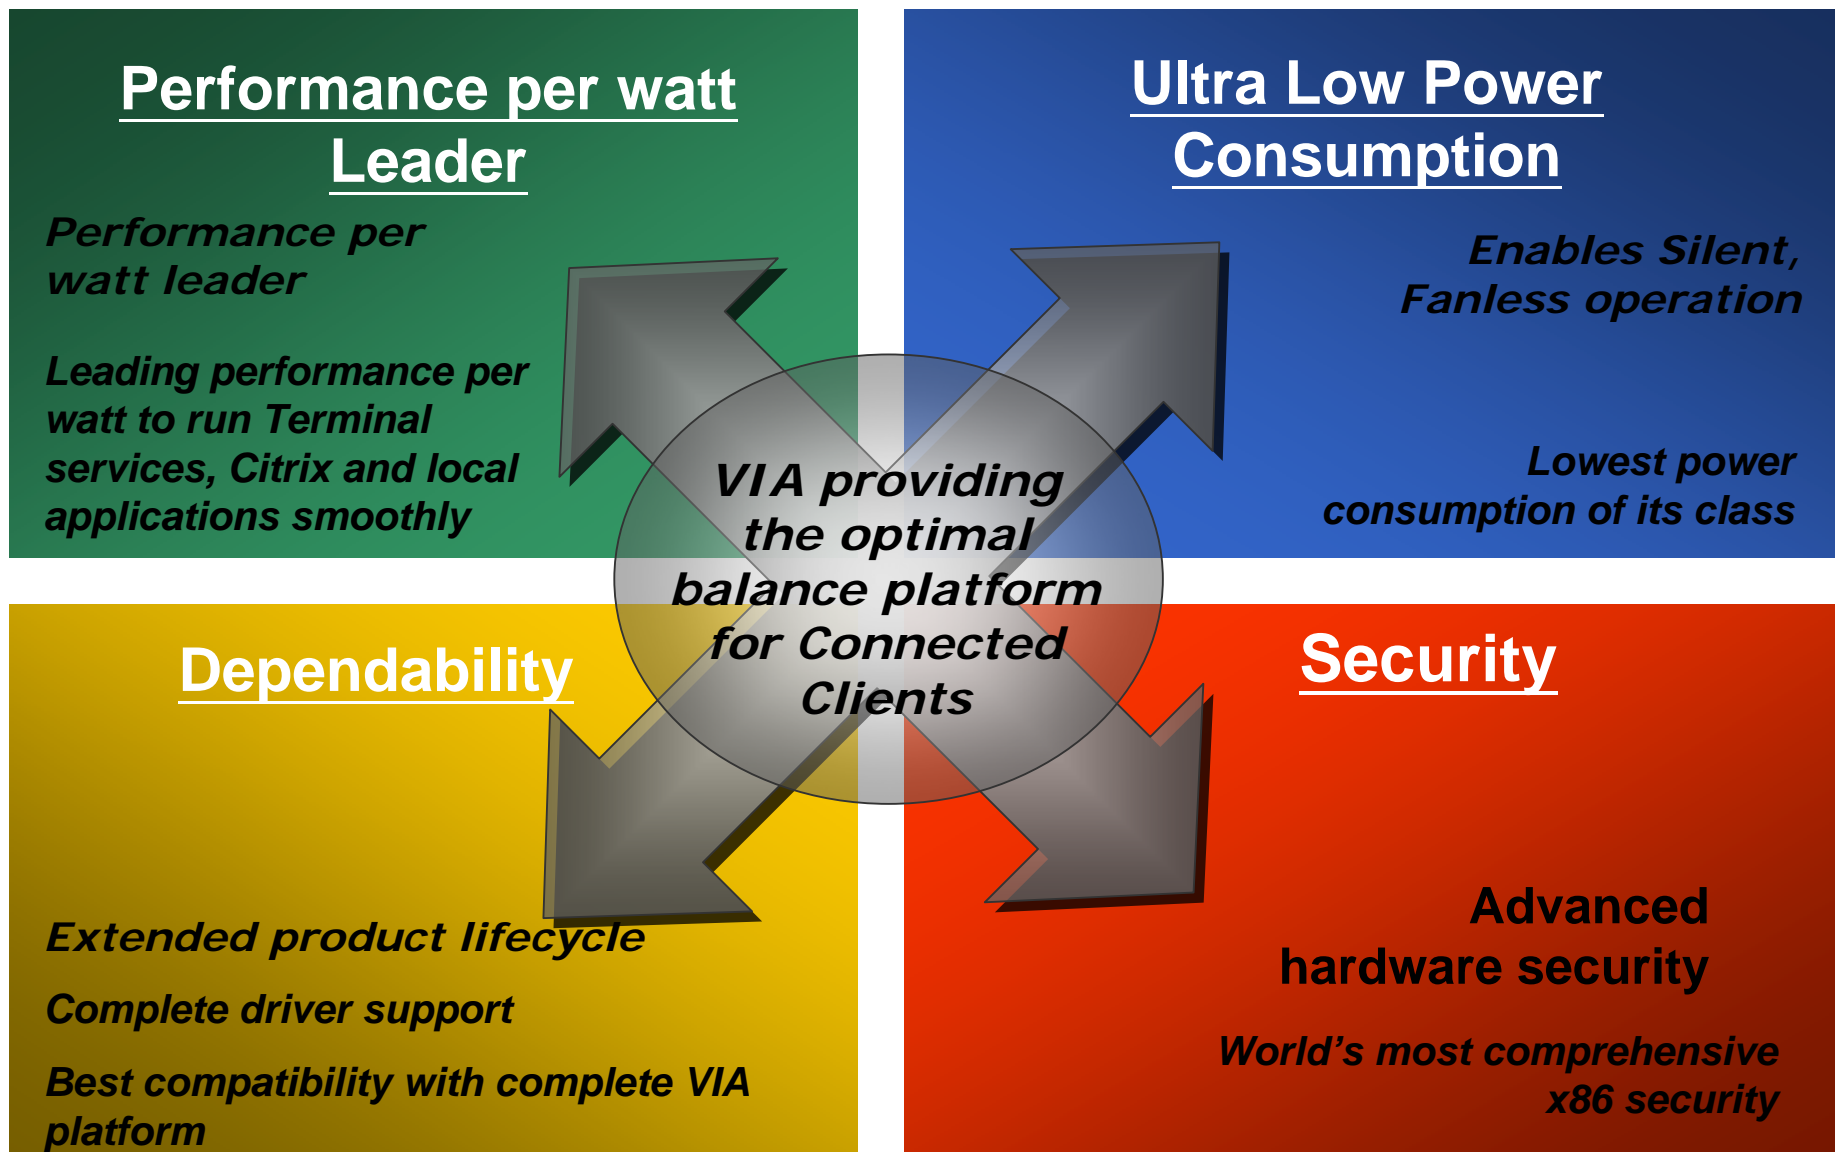 Performance per watt
Leader
Performance per
watt leader
Leading performance per
watt to run Terminal
services, Citrix and local
applications smoothly
Ultra Low Power
Consumption
Enables Silent,
Fanless operation
Lowest power
consumption of its class
VIA providing
the optimal
balance platform
for Connected
Clients
Dependability
Extended product lifecycle
Complete driver support
Best compatibility with complete VIA
platform
Security
Advanced
hardware security
World’s most comprehensive
x86 security